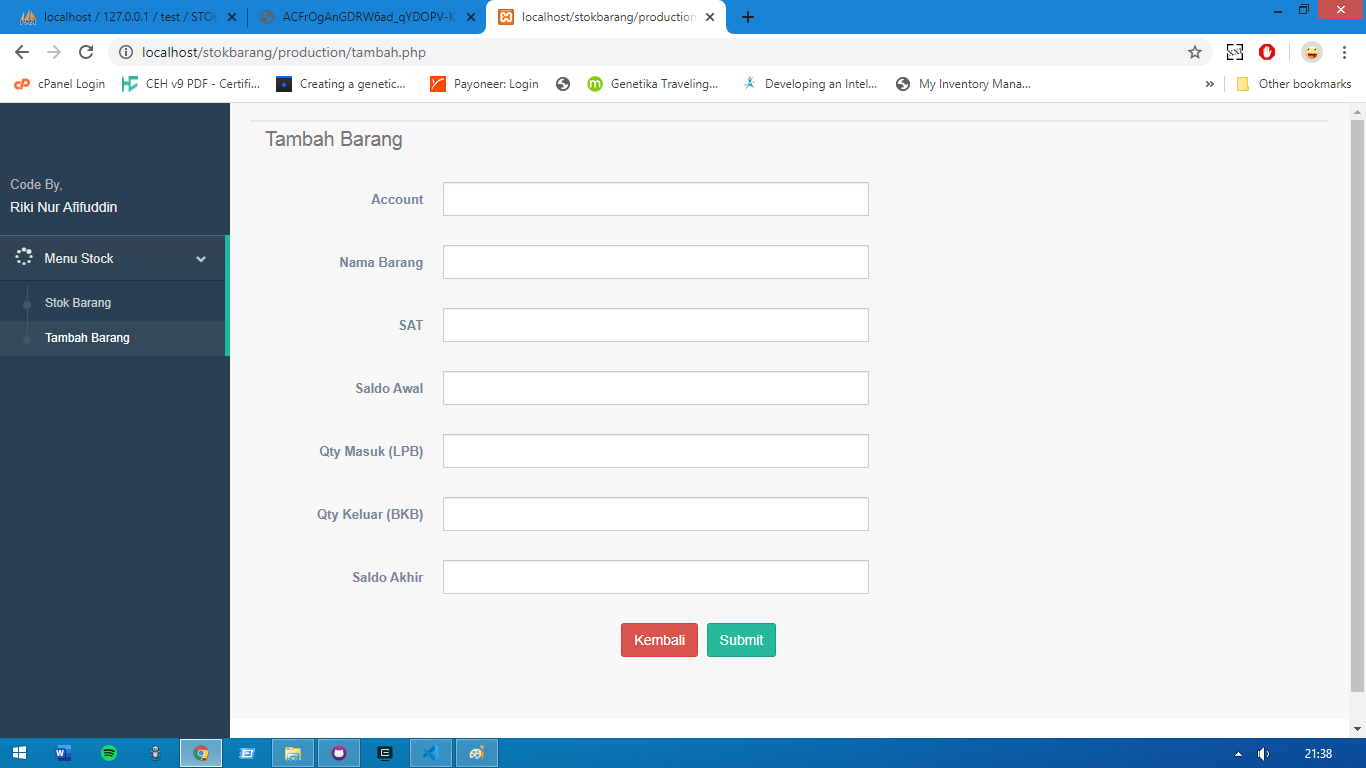 localhost / 127.0.0.1 / test / STOK
ACFrOgAnGDRW6ad_qYDOPV-K
localhost/stokbarang/production
localhost/stokbarang/production/tambah.php
cPanel Login
CEH v9 PDF - Certifi...
Creating a genetic...
Payoneer: Login
Genetika Traveling...
Developing an Intel...
My Inventory Mana...
Other bookmarks
Code By,
Riki Nur Afifuddin
Menu Stock
Stok Barang
Tambah Barang
Tambah Barang
Account
Nama Barang
SAT
Saldo Awal
Qty Masuk (LPB)
Qty Keluar (BKB)
Saldo Akhir
Kembali
Submit
21:38